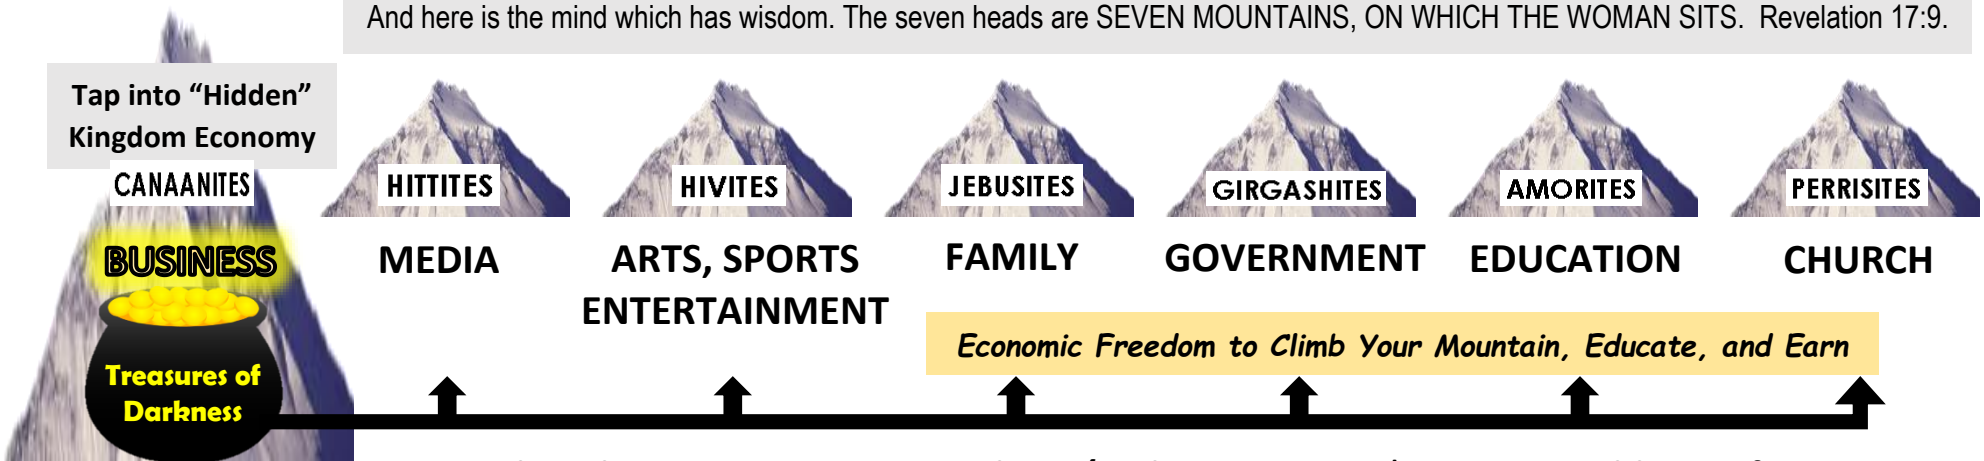 And here is the mind which has wisdom. The seven heads are SEVEN MOUNTAINS, ON WHICH THE WOMAN SITS. Revelation 17:9.
Tap into “Hidden”
Kingdom Economy
CANAANITES
BUSINESS
Treasures of
Darkness
HITTITES
MEDIA
HIVITES
ARTS, SPORTS
ENTERTAINMENT
JEBUSITES
FAMILY
GIRGASHITES
GOVERNMENT
AMORITES
EDUCATION
PERRISITES
CHURCH
Economic Freedom to Climb Your Mountain, Educate, and Earn